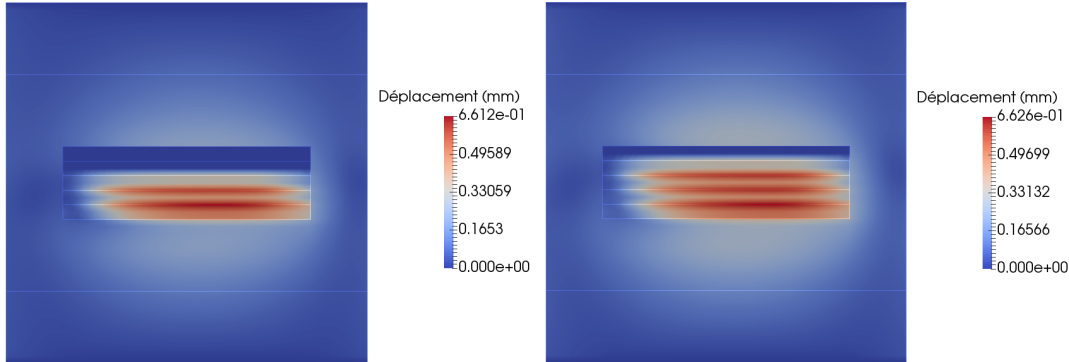 Déplacement (mm)
6.612e-01
0.49589
0.33059
0.1653
0.000e+00
Déplacement (mm)
6.626e-01
0.49699
0.33132
0.16566
0.000e+00